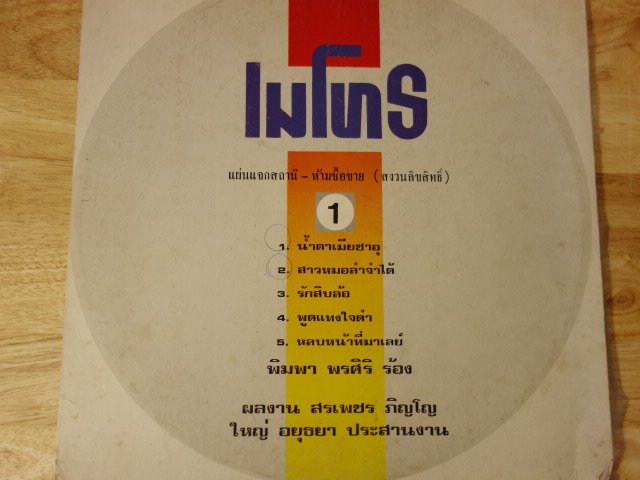 เมโทร
แผ่นแจกสถานี - ห้ามซื้อขาย (สงวนลิขสิทธิ์)
1
1. น้ำตาเมียซาอุ
2. สาวหมอลำจำได้
3. รักสิบล้อ
4. พูดแทงใจดำ
5. หลบหน้าที่มาเลย์
พิมพา พรศิริ ร้อง
ผลงาน สรเพชร ภิญโญ
ใหญ่ อยุธยา ประสานงาน